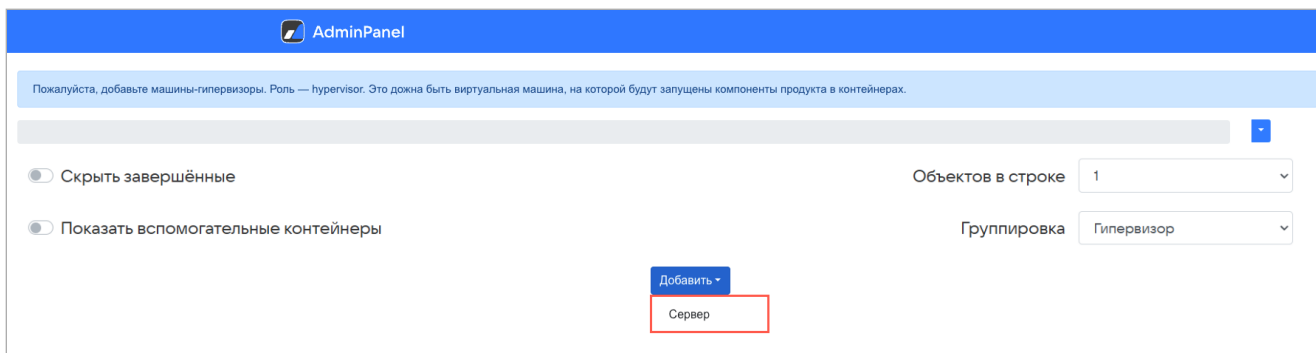 AdminPanel
Пожалуйста, добавьте машины-гипервизоры. Роль — hypervisor. Это дожна быть виртуальная машина, на которой будут запущены компоненты продукта в контейнерах.
Скрыть завершённые
Объектов в строке 1
Показать вспомогательные контейнеры
Группировка Гипервизор
Добавить
Сервер